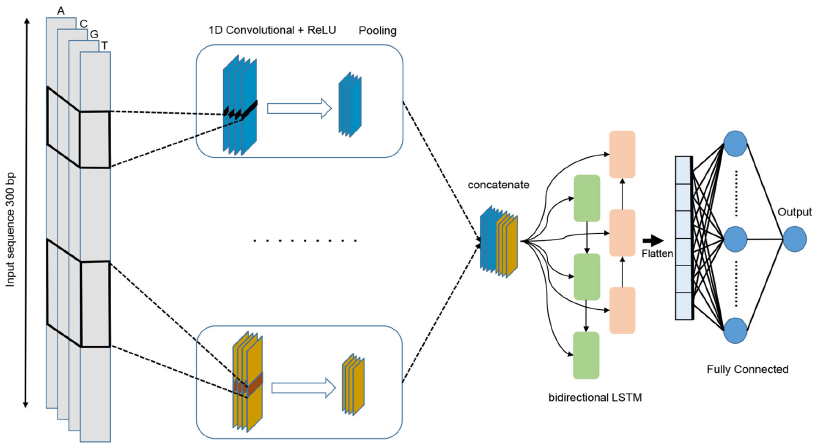 A
C
G
T
Input sequence 300 bp
1D Convolutional + ReLU
Pooling
concatenate
bidirectional LSTM
Flatten
Output
Fully Connected